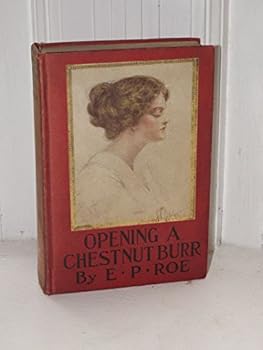 OPENING A
CHESTNUT BURR
By E·P·ROE